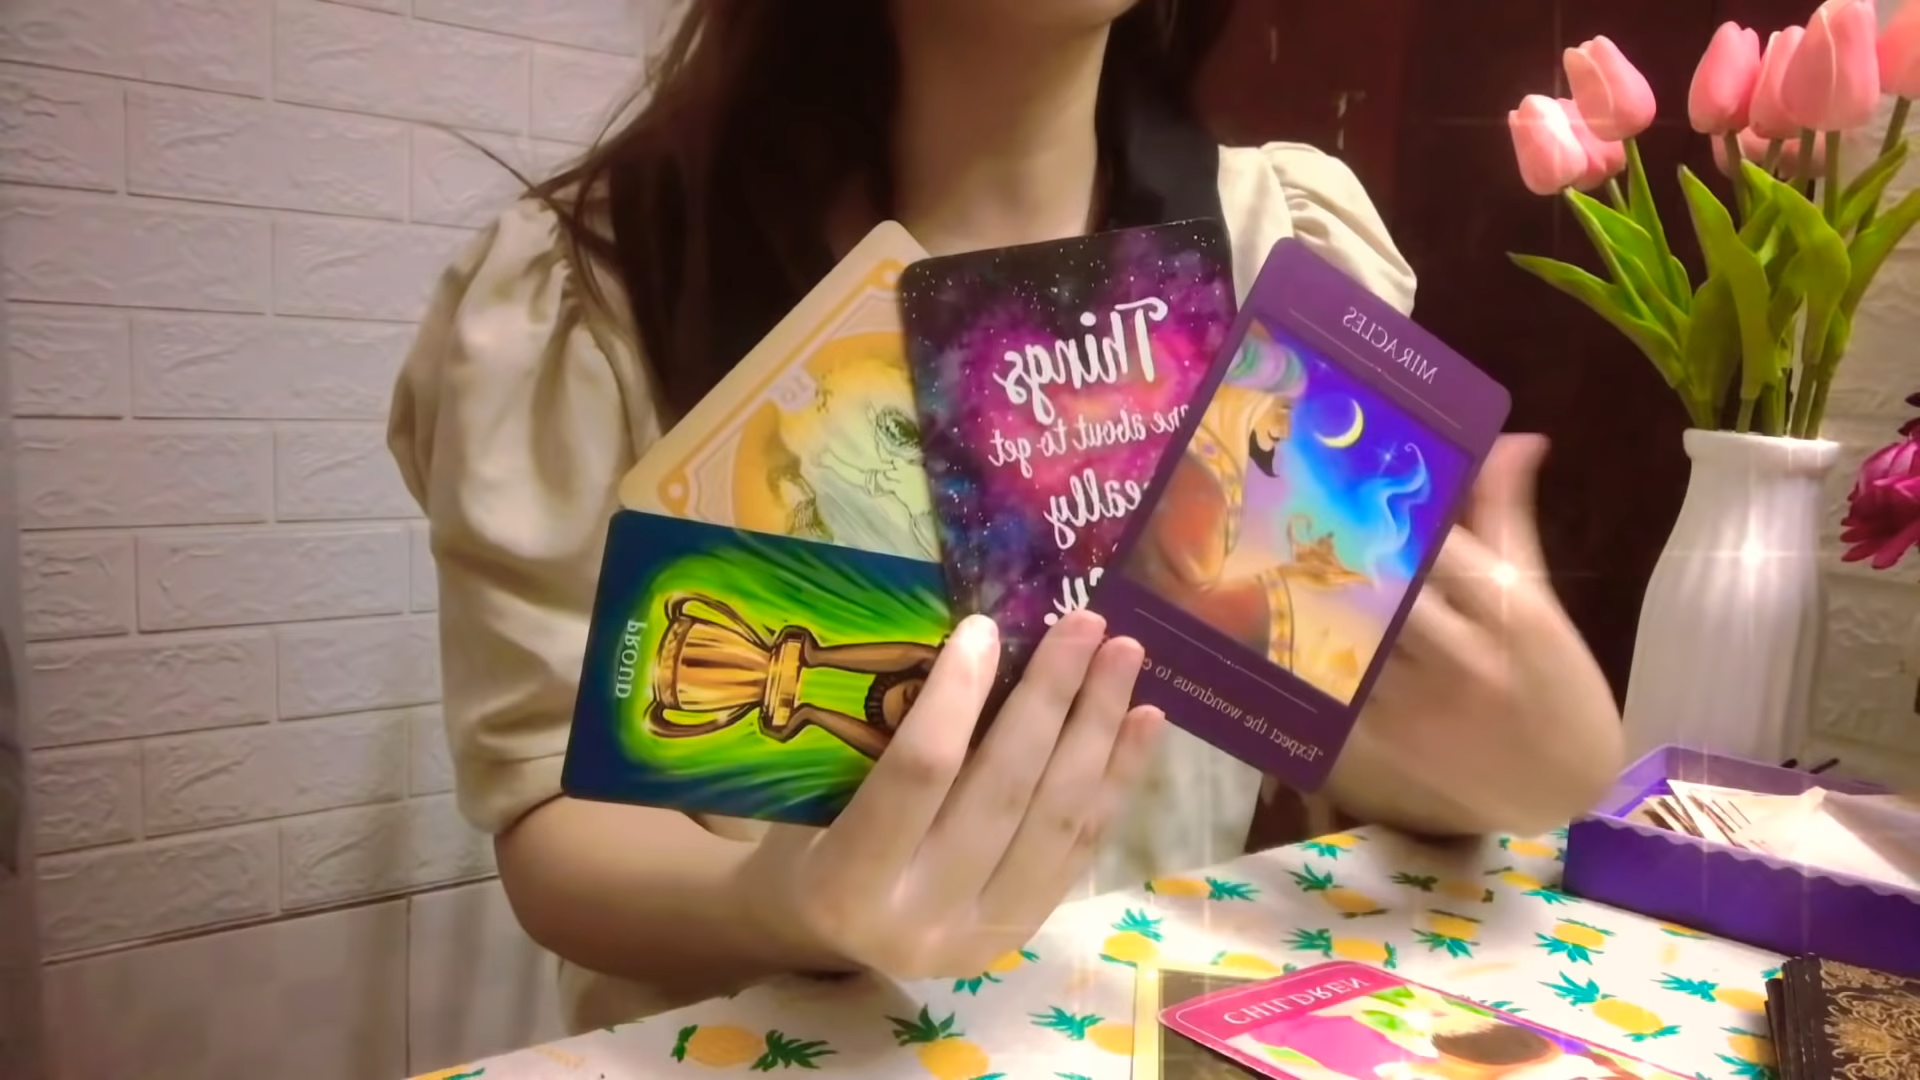 MIRACLES
Things
are about to get
really
PROUD
"Expect the wondrous to
CHILDREN